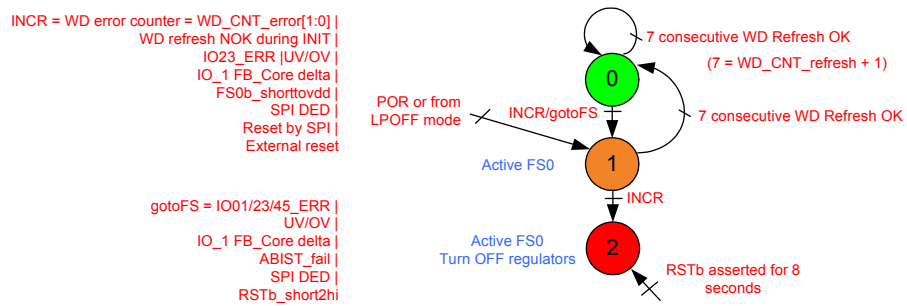 INCR = WD error counter = WD_CNT_error[1:0] |
WD refresh NOK during INIT |
IO23_ERR |UV/OV |
IO_1 FB_Core delta |
FS0b_shorttovdd |
SPI DED |
Reset by SPI |
External reset
7 consecutive WD Refresh OK
(7 = WD_CNT_refresh + 1)
0
POR or from
LPOFF mode
INCR/gotoFS
7 consecutive WD Refresh OK
Active FS0
1
INCR
gotoFS = IO01/23/45_ERR |
UV/OV |
IO_1 FB_Core delta |
ABIST_fail |
SPI DED |
RSTb_short2hi
Active FS0
Turn OFF regulators
2
RSTb asserted for 8
seconds